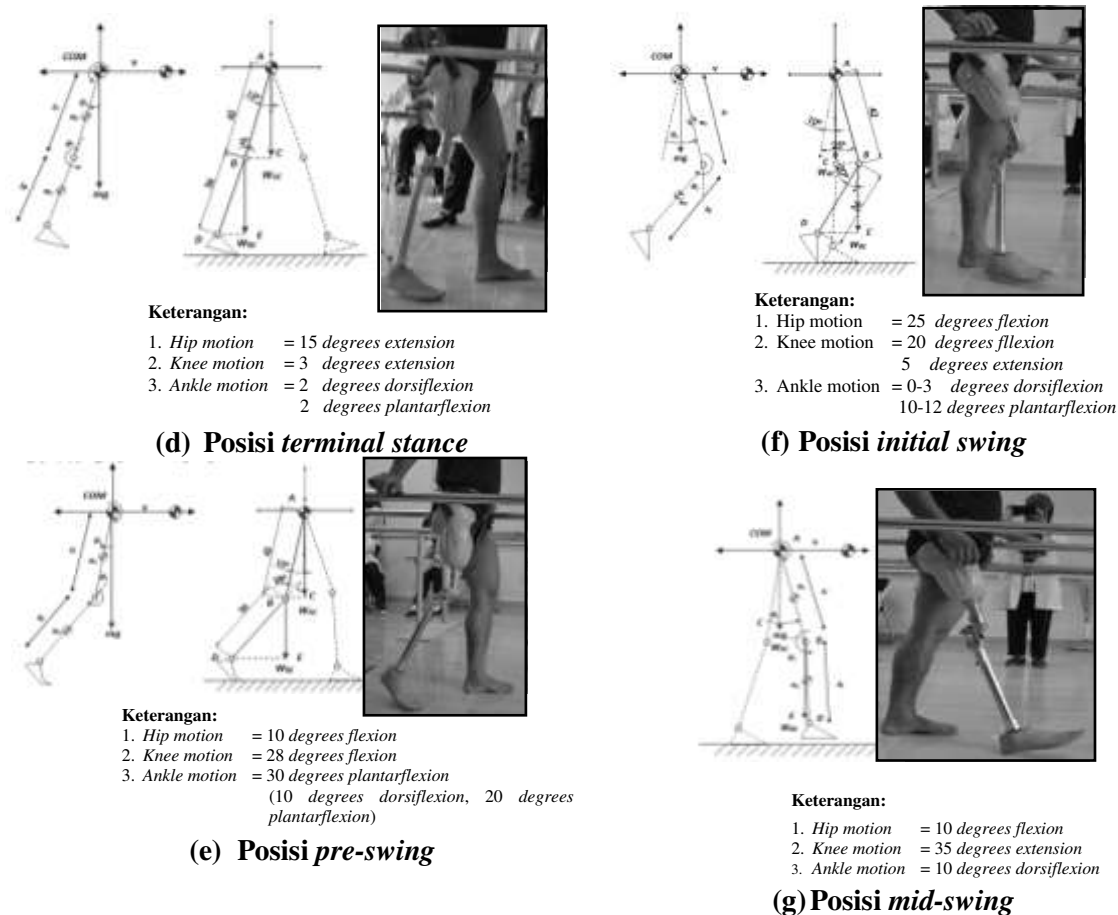 COM
A
C
B
D
E
Keterangan:
1. Hip motion = 15 degrees extension
2. Knee motion = 3 degrees extension
3. Ankle motion = 2 degrees dorsiflexion
2 degrees plantarflexion
(d) Posisi terminal stance
COM
A
B
D
E
Keterangan:
1. Hip motion = 25 degrees flexion
2. Knee motion = 20 degrees fllexion
5 degrees extension
3. Ankle motion = 0-3 degrees dorsiflexion
10-12 degrees plantarflexion
(f) Posisi initial swing
COM
A
C
B
D
E
Keterangan:
1. Hip motion = 10 degrees flexion
2. Knee motion = 28 degrees flexion
3. Ankle motion = 30 degrees plantarflexion
(10 degrees dorsiflexion, 20 degrees
plantarflexion)
(e) Posisi pre-swing
COM
A
Keterangan:
1. Hip motion = 10 degrees flexion
2. Knee motion = 35 degrees extension
3. Ankle motion = 10 degrees dorsiflexion
(g) Posisi mid-swing